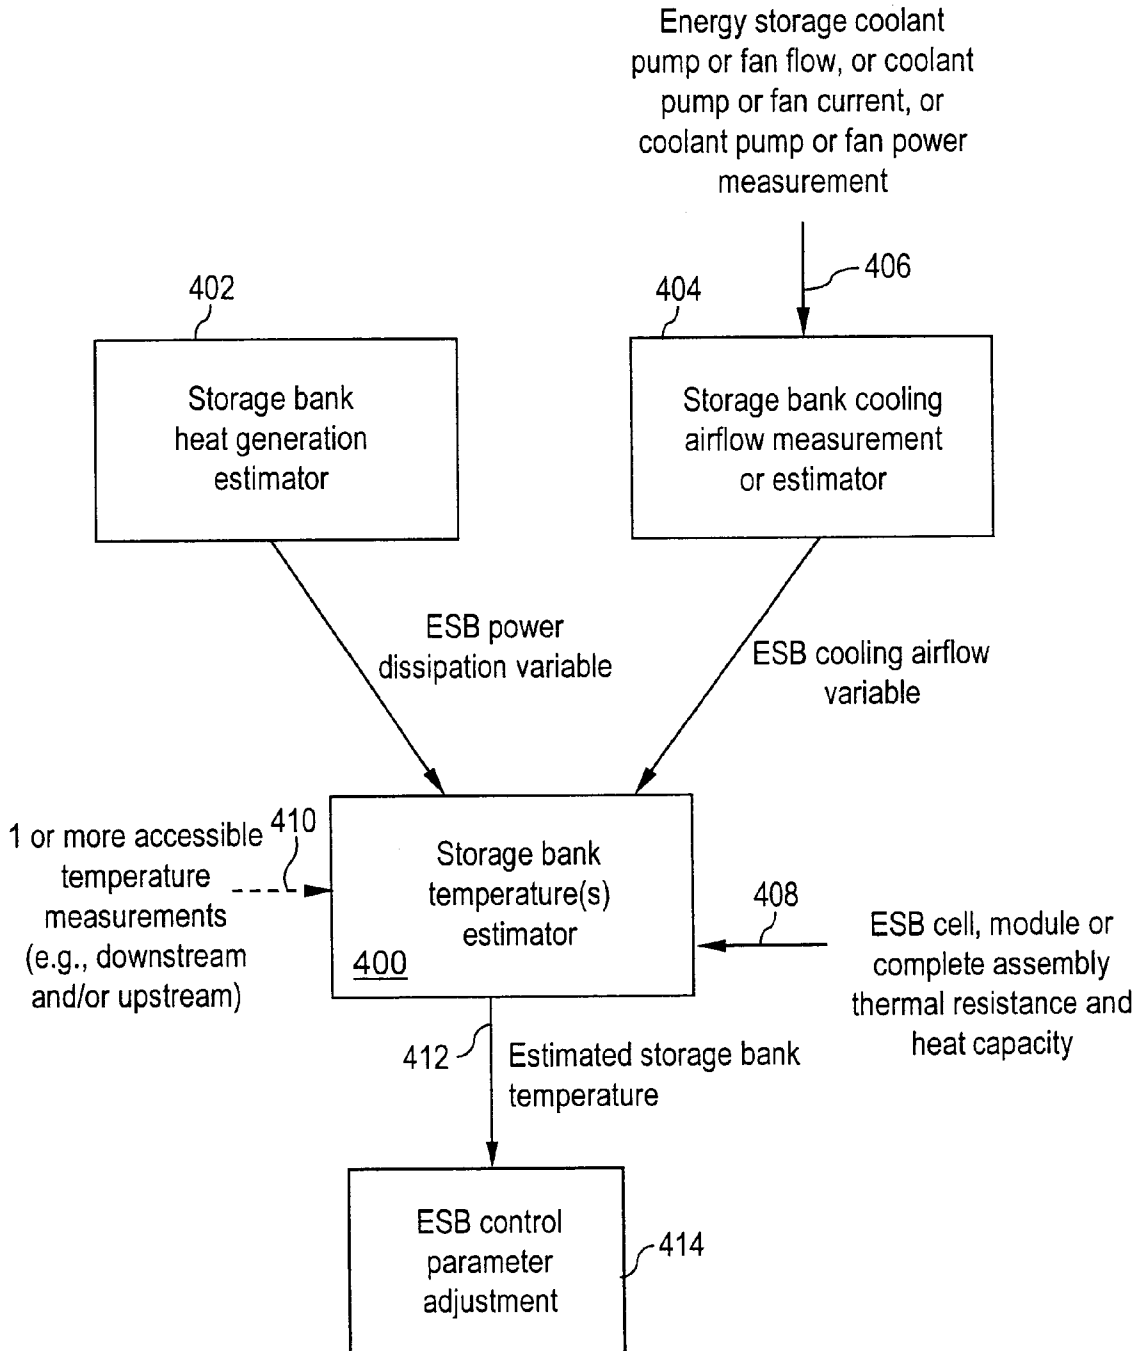 Energy storage coolant
pump or fan flow, or coolant
pump or fan current, or
coolant pump or fan power
measurement
406
402
404
Storage bank
heat generation
estimator
Storage bank cooling
airflow measurement
or estimator
ESB power
dissipation variable
ESB cooling airflow
variable
1 or more accessible
temperature
measurements
(e.g., downstream
and/or upstream)
410
Storage bank
temperature(s)
estimator
400
408
ESB cell, module or
complete assembly
thermal resistance and
heat capacity
412
Estimated storage bank
temperature
ESB control
parameter
adjustment
414